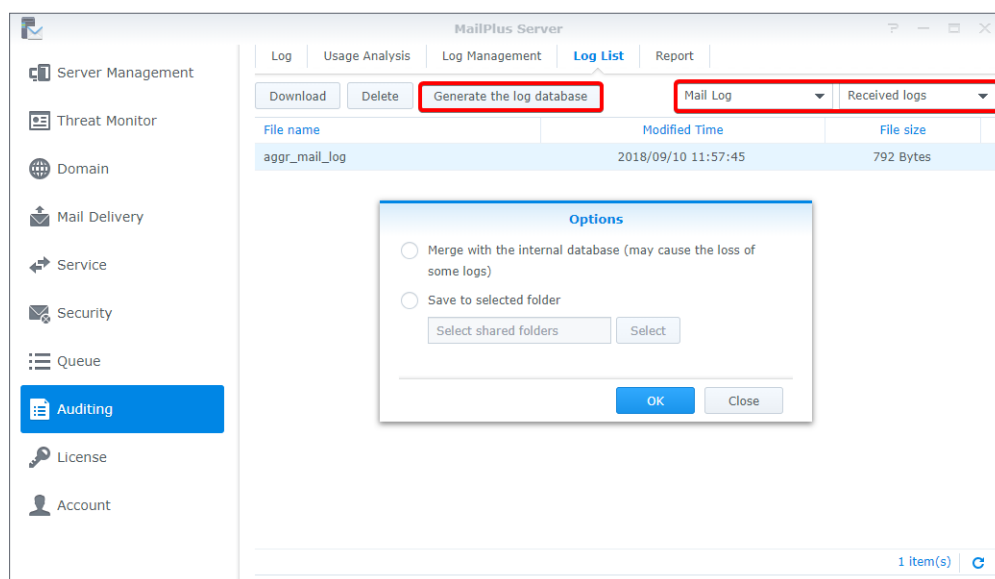 MailPlus Server
Log Usage Analysis Log Management Log List Report
Server Management
Download Delete Generate the log database Mail Log Received logs
Threat Monitor
File name Modified Time File size
aggr_mail_log 2018/09/10 11:57:45 792 Bytes
Domain
Mail Delivery
Service
Security
Queue
Auditing
License
Account
Options
Merge with the internal database (may cause the loss of
some logs)
Save to selected folder
Select shared folders Select
OK Close
1 item(s)